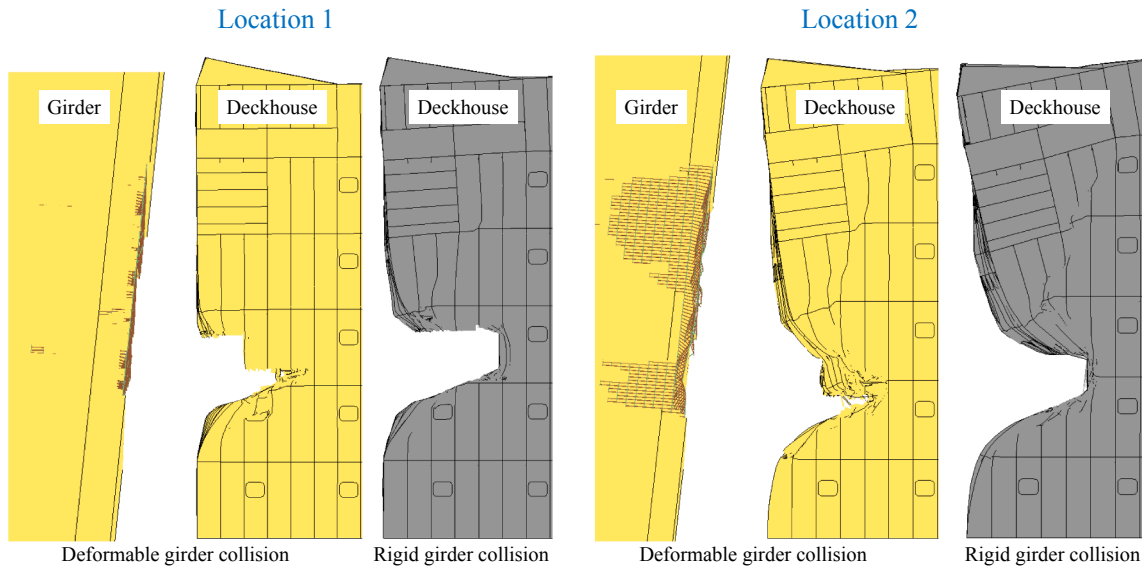 Location 1
Location 2
Girder
Deckhouse
Deckhouse
Girder
Deckhouse
Deckhouse
Deformable girder collision
Rigid girder collision
Deformable girder collision
Rigid girder collision